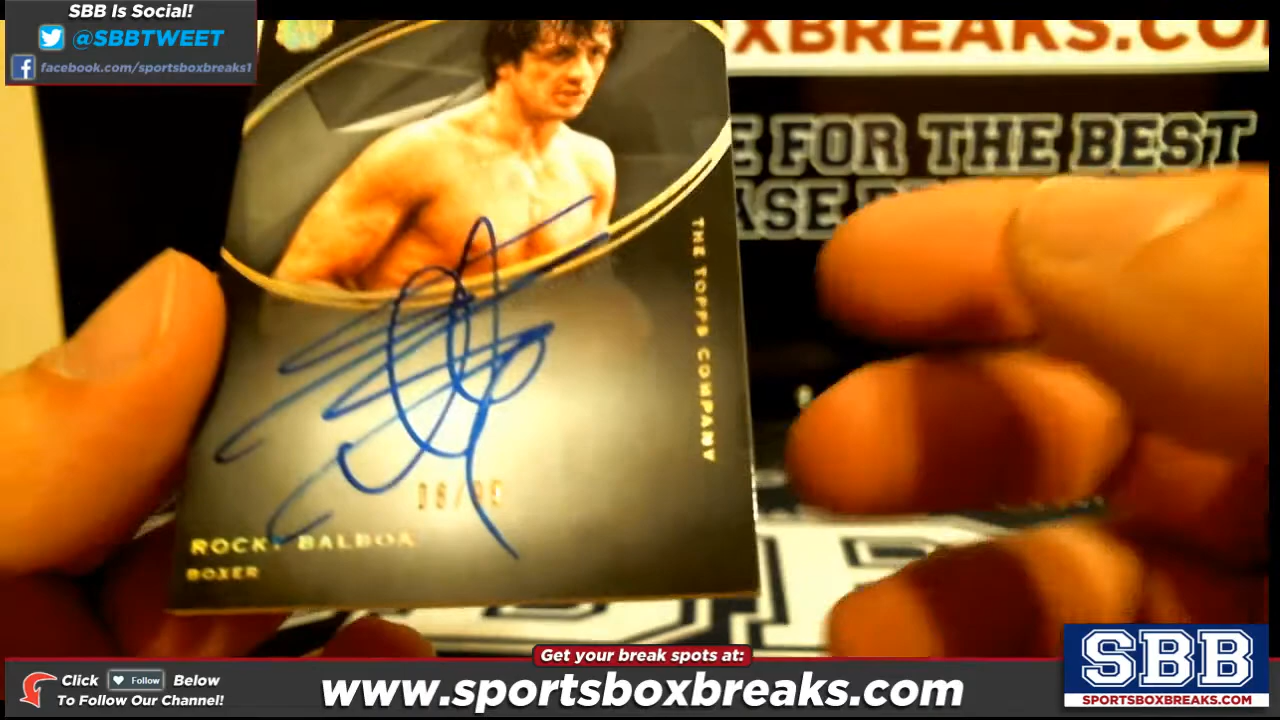 SBB Is Social!
@SBBTWEET
facebook.com/sportsboxbreaks1
XBREAKS.CO
E FOR THE BEST
THE TOPPS COMPANY
ROCKY BALBOA
BOXER
Get your break spots at:
Click Follow Below
To Follow Our Channel!
www.sportsboxbreaks.com
SBB
SPORTSBOXBREAKS.COM